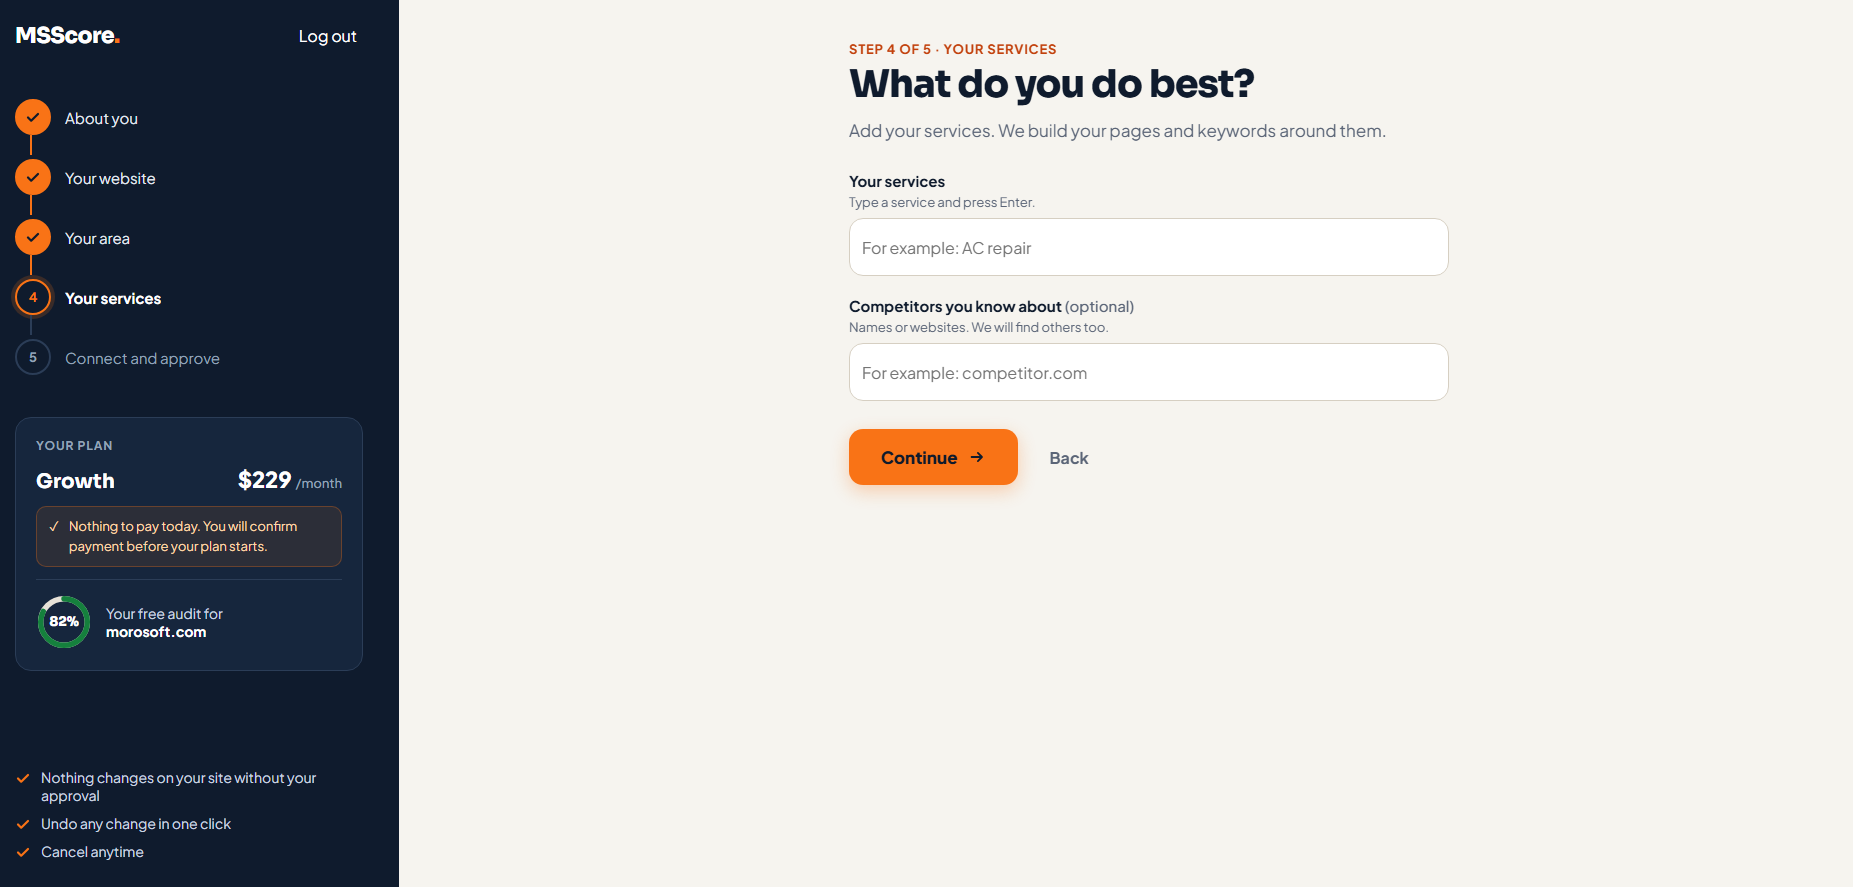 MSScore.
Log out
About you
Your website
Your area
4
Your services
5
Connect and approve
YOUR PLAN
Growth
$229 /month
✓ Nothing to pay today. You will confirm
payment before your plan starts.
82%
Your free audit for
morosoft.com
Nothing changes on your site without your
approval
Undo any change in one click
Cancel anytime
STEP 4 OF 5 · YOUR SERVICES
What do you do best?
Add your services. We build your pages and keywords around them.
Your services
Type a service and press Enter.
For example: AC repair
Competitors you know about (optional)
Names or websites. We will find others too.
For example: competitor.com
Continue →
Back